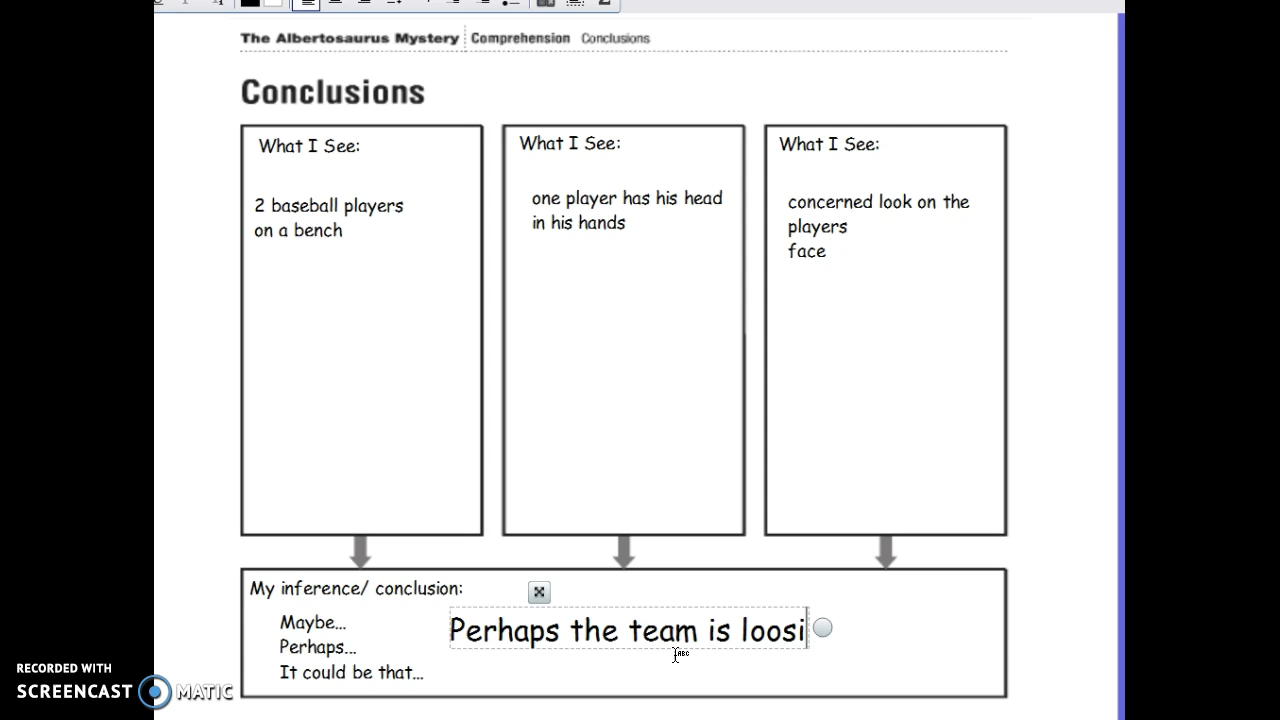 The Albertosaurus Mystery Comprehension Conclusions
Conclusions
What I See:
2 baseball players
on a bench
What I See:
one player has his head
in his hands
What I See:
concerned look on the
players
face
My inference/ conclusion:
Maybe...
Perhaps...
It could be that...
Perhaps the team is loosi
ABC
RECORDED WITH
SCREENCAST MATIC